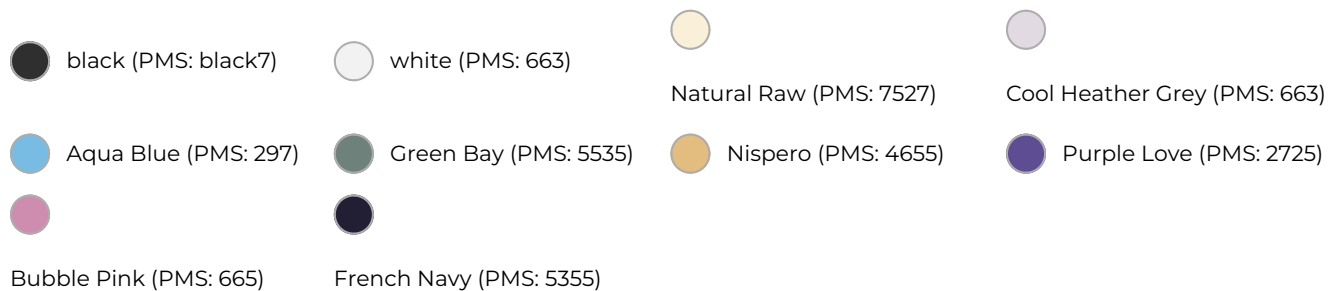 black (PMS: black7)
white (PMS: 663)
Natural Raw (PMS: 7527)
Cool Heather Grey (PMS: 663)
Aqua Blue (PMS: 297)
Green Bay (PMS: 5535)
Nispero (PMS: 4655)
Purple Love (PMS: 2725)
Bubble Pink (PMS: 665)
French Navy (PMS: 5355)